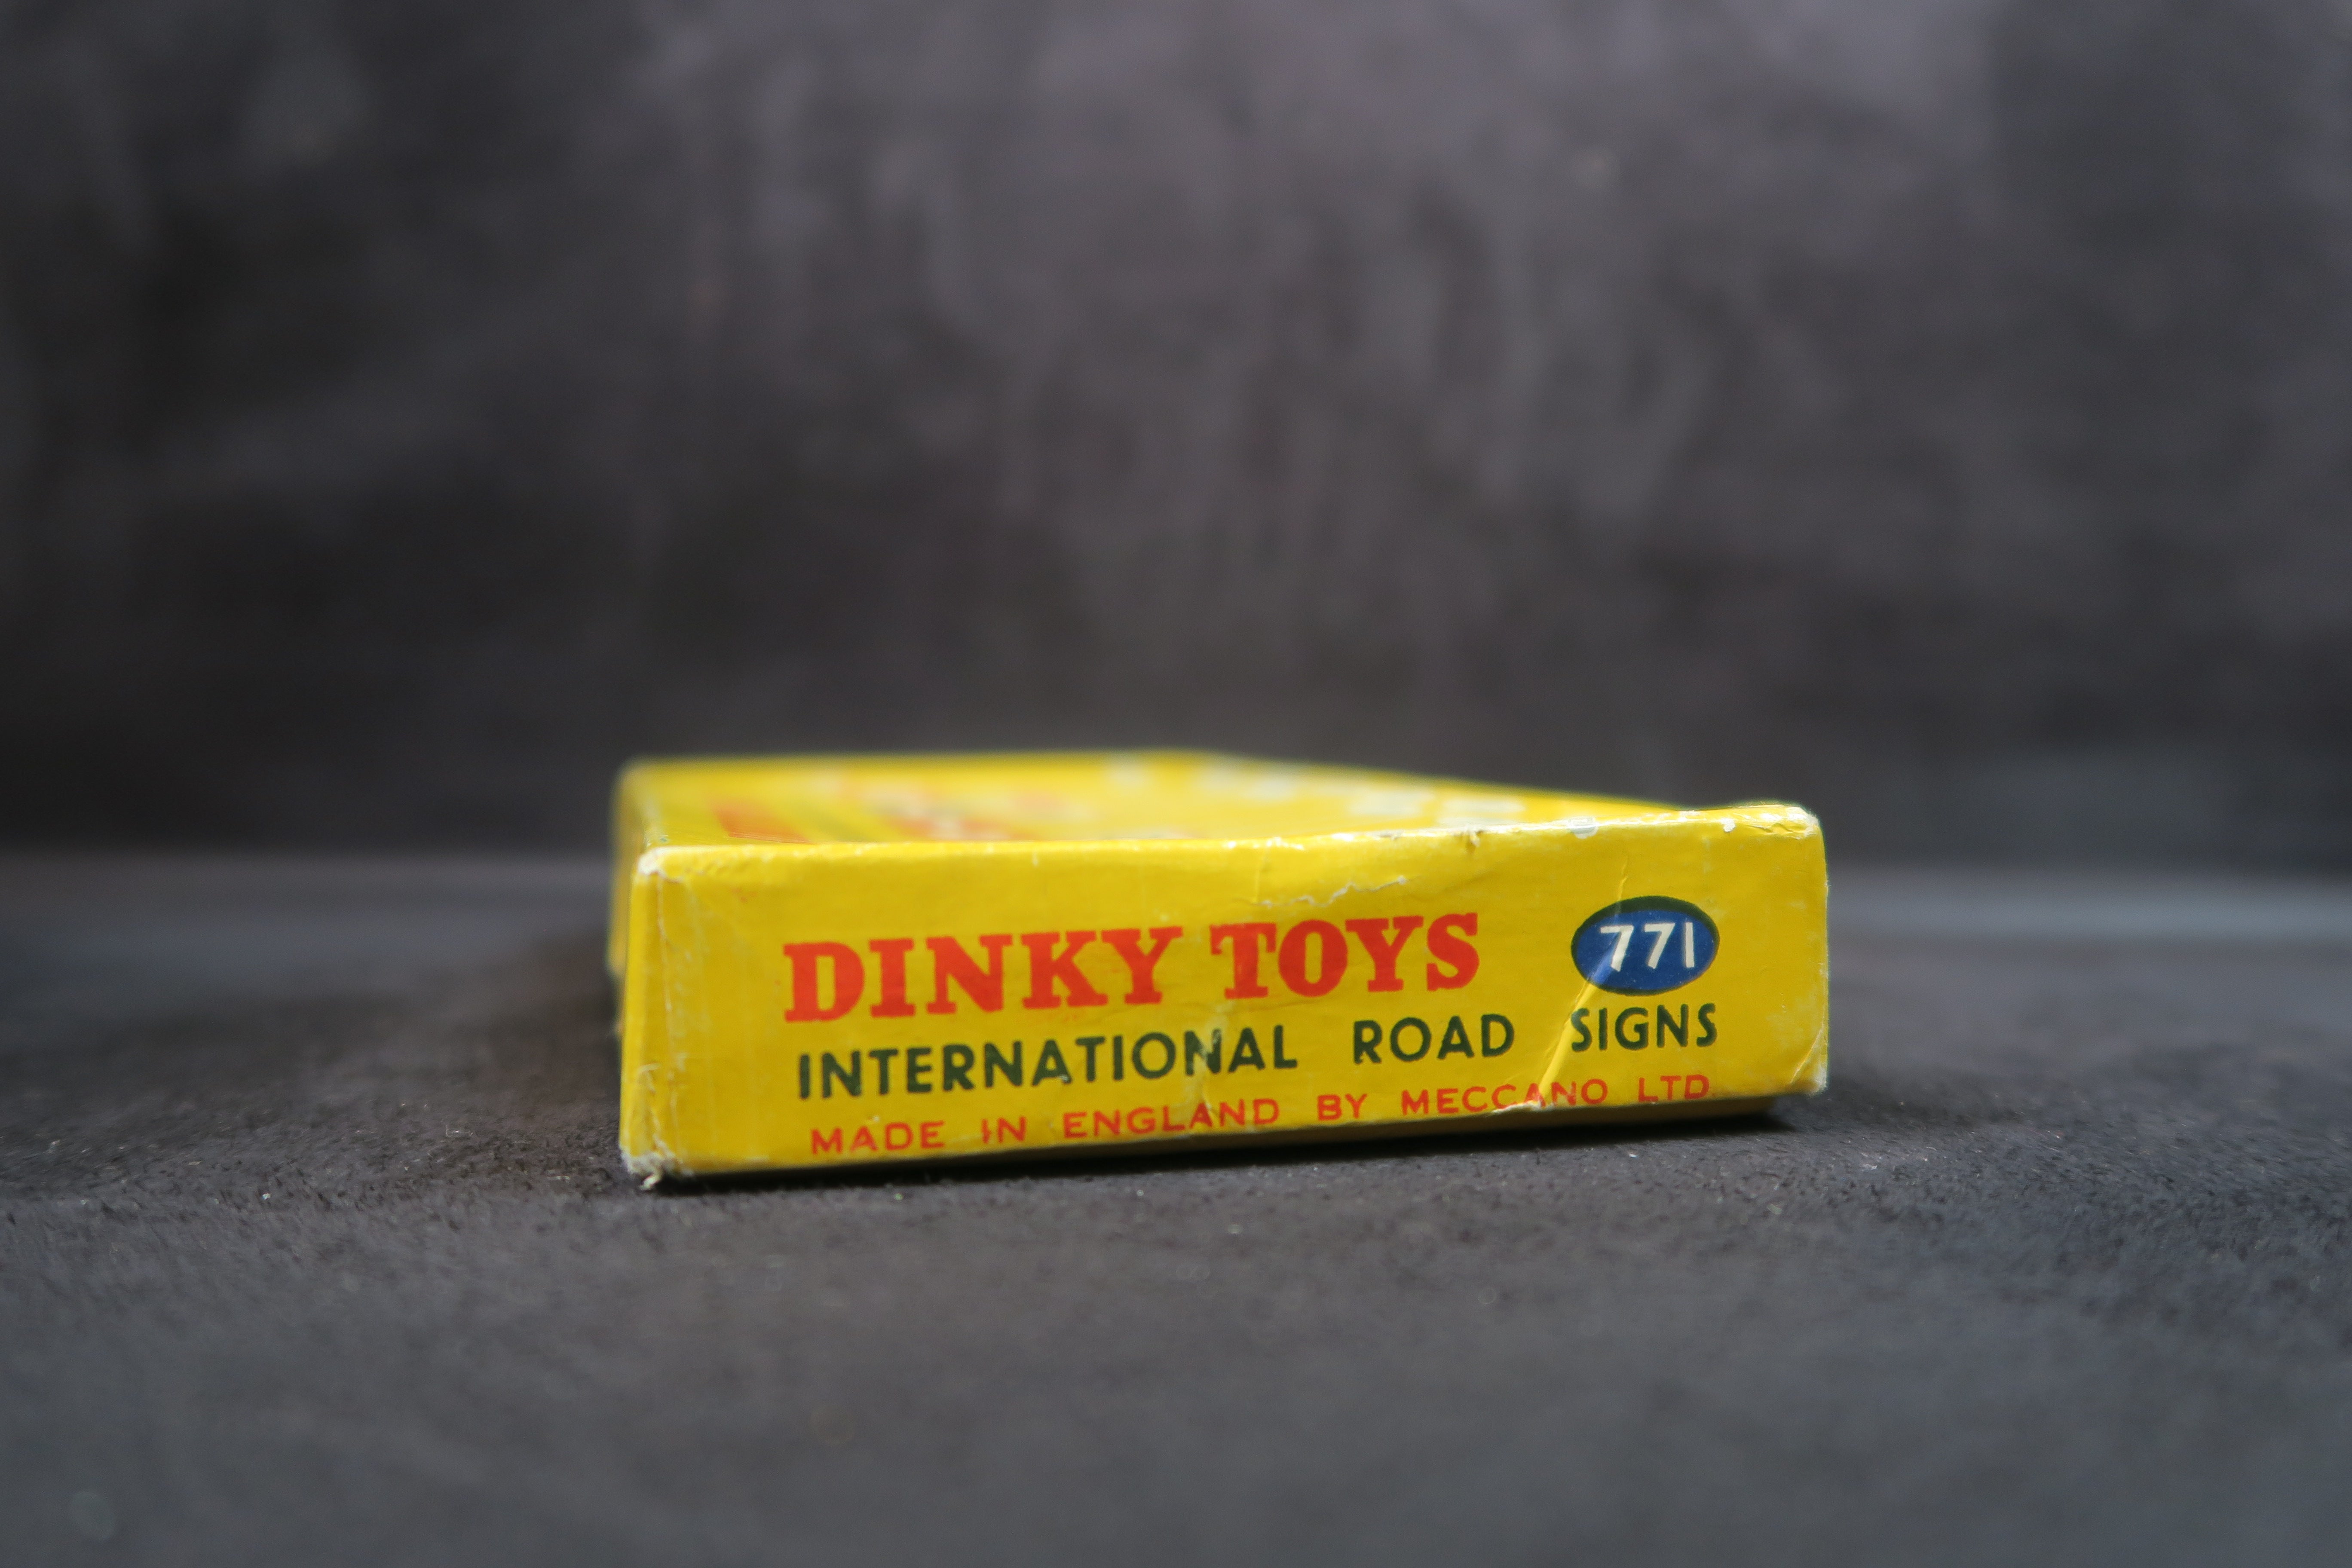 DINKY TOYS 771
INTERNATIONAL ROAD SIGNS
MADE IN ENGLAND BY MECCANO LTD